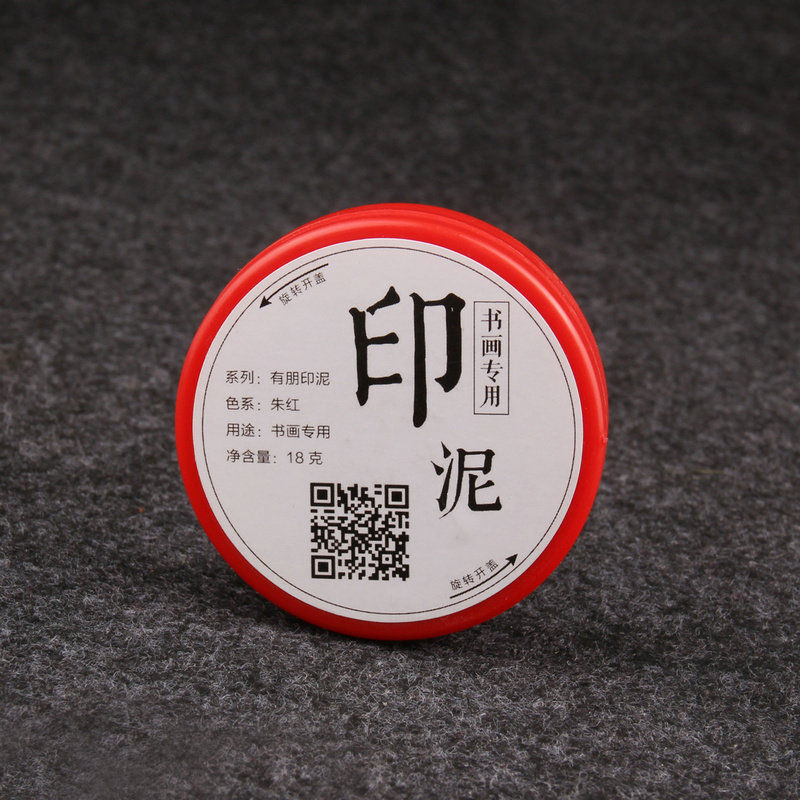 旋转开盖
印泥
书画专用
系列：有朋印泥
色系：朱红
用途：书画专用
净含量：18 克
旋转开盖